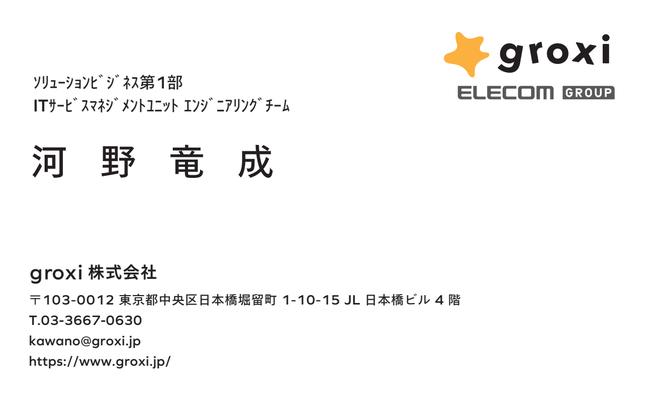 groxi
ELECOM GROUP
ｿﾘｭｰｼｮﾝﾋﾞｼﾞﾈｽ第1部
ITｻｰﾋﾞｽﾏﾈｼﾞﾒﾝﾄﾕﾆｯﾄ ｴﾝｼﾞﾆｱﾘﾝｸﾞﾁｰﾑ
河野竜成
groxi 株式会社
〒103-0012 東京都中央区日本橋堀留町 1-10-15 JL 日本橋ビル 4 階
T.03-3667-0630
kawano@groxi.jp
https://www.groxi.jp/